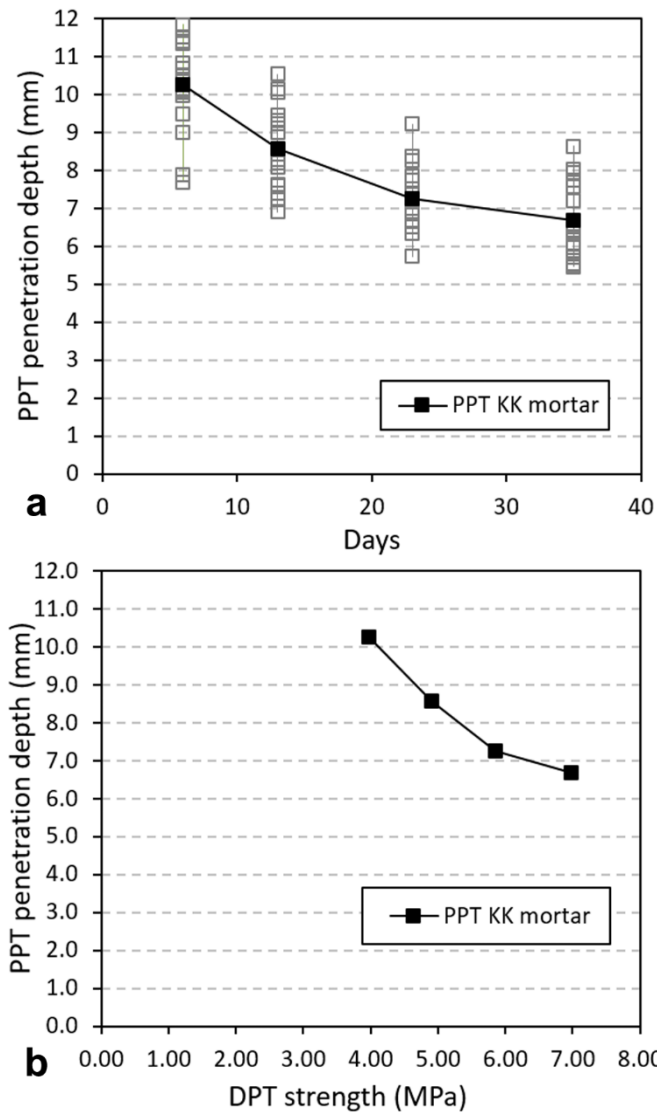 12
11
10
9
8
7
6
5
4
3
2
1
0
PPT penetration depth (mm)
PPT KK mortar
0 10 20 30 40
Days
a
12.0
11.0
10.0
9.0
8.0
7.0
6.0
5.0
4.0
3.0
2.0
1.0
0.0
PPT penetration depth (mm)
PPT KK mortar
0.00 1.00 2.00 3.00 4.00 5.00 6.00 7.00 8.00
DPT strength (MPa)
b